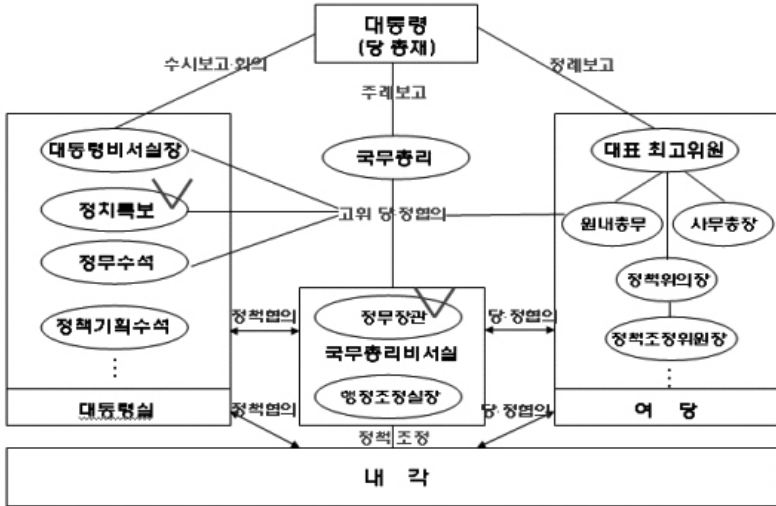 대통령
(당 총재)
수시보고·회의
주례보고
정례보고
대통령비서실장
국무총리
대표 최고위원
정치특보
고위 당·정협의
원내총무
사무총장
정무수석
정책위의장
정책기획수석
정책협의
정무장관
당·정협의
정책조정위원장
국무총리비서실
행정조정실장
대통령실
정책협의
당·정협의
여 당
정책 조정
내 각